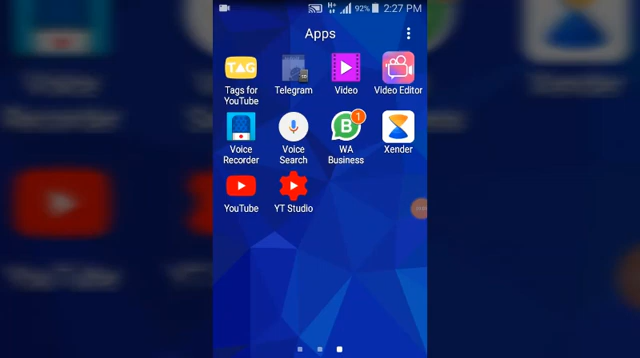 92% 2:27 PM
Apps
TAG
Tags for
YouTube
Telegram
Video
Video Editor
Voice
Recorder
Voice
Search
B
1
WA
Business
Xender
YouTube
YT Studio